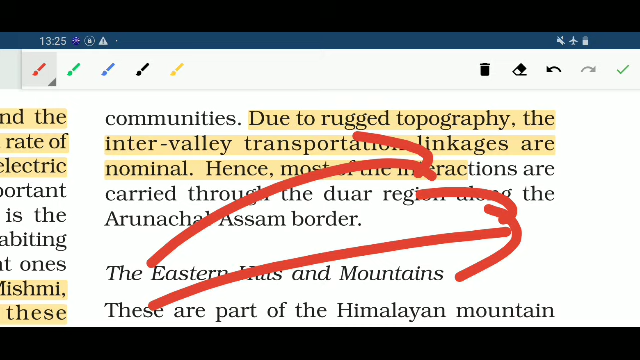 13:25
nd the
rate of
electric
portant
is the
abiting
t ones
Mishmi,
these
communities. Due to rugged topography, the
inter-valley transportation linkages are
nominal. Hence, most of the interactions are
carried through the duar region along the
Arunachal-Assam border.
The Eastern Hills and Mountains
These are part of the Himalayan mountain